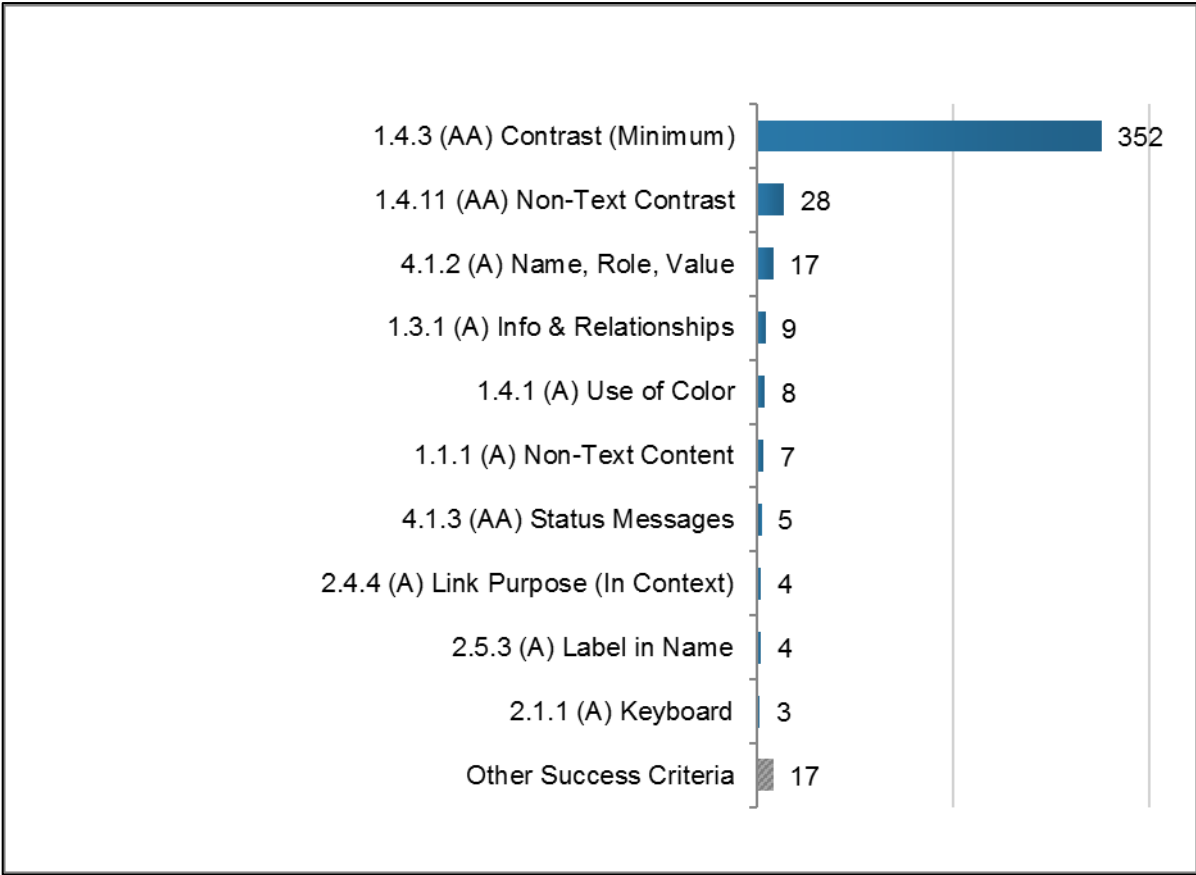 1.4.3 (AA) Contrast (Minimum) 352
1.4.11 (AA) Non-Text Contrast 28
4.1.2 (A) Name, Role, Value 17
1.3.1 (A) Info & Relationships 9
1.4.1 (A) Use of Color 8
1.1.1 (A) Non-Text Content 7
4.1.3 (AA) Status Messages 5
2.4.4 (A) Link Purpose (In Context) 4
2.5.3 (A) Label in Name 4
2.1.1 (A) Keyboard 3
Other Success Criteria 17